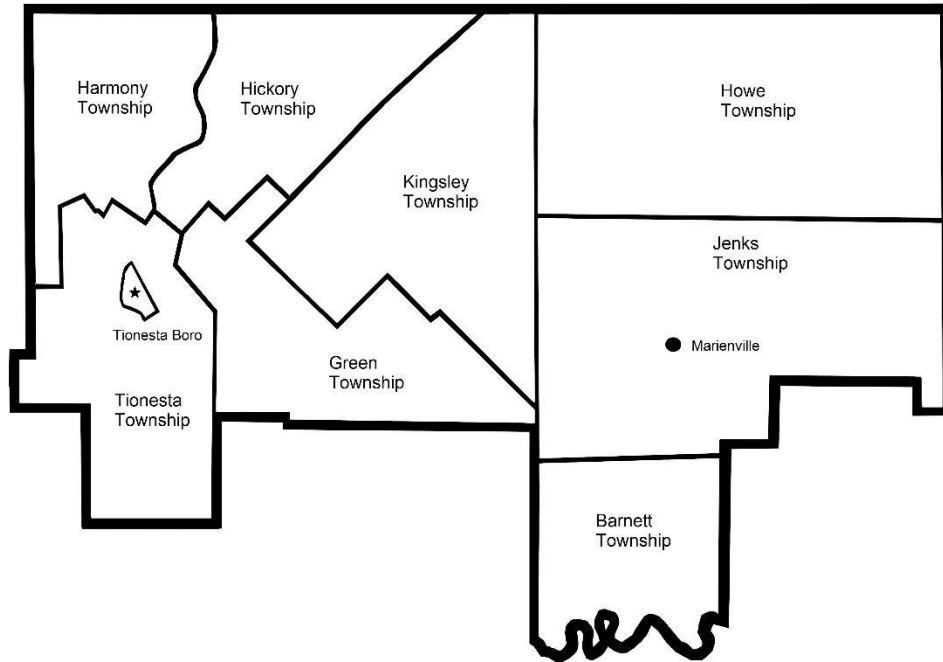 Harmony
Township
Hickory
Township
Howe
Township
Kingsley
Township
Jenks
Township
Tionesta Boro
Marienville
Green
Township
Tionesta
Township
Barnett
Township